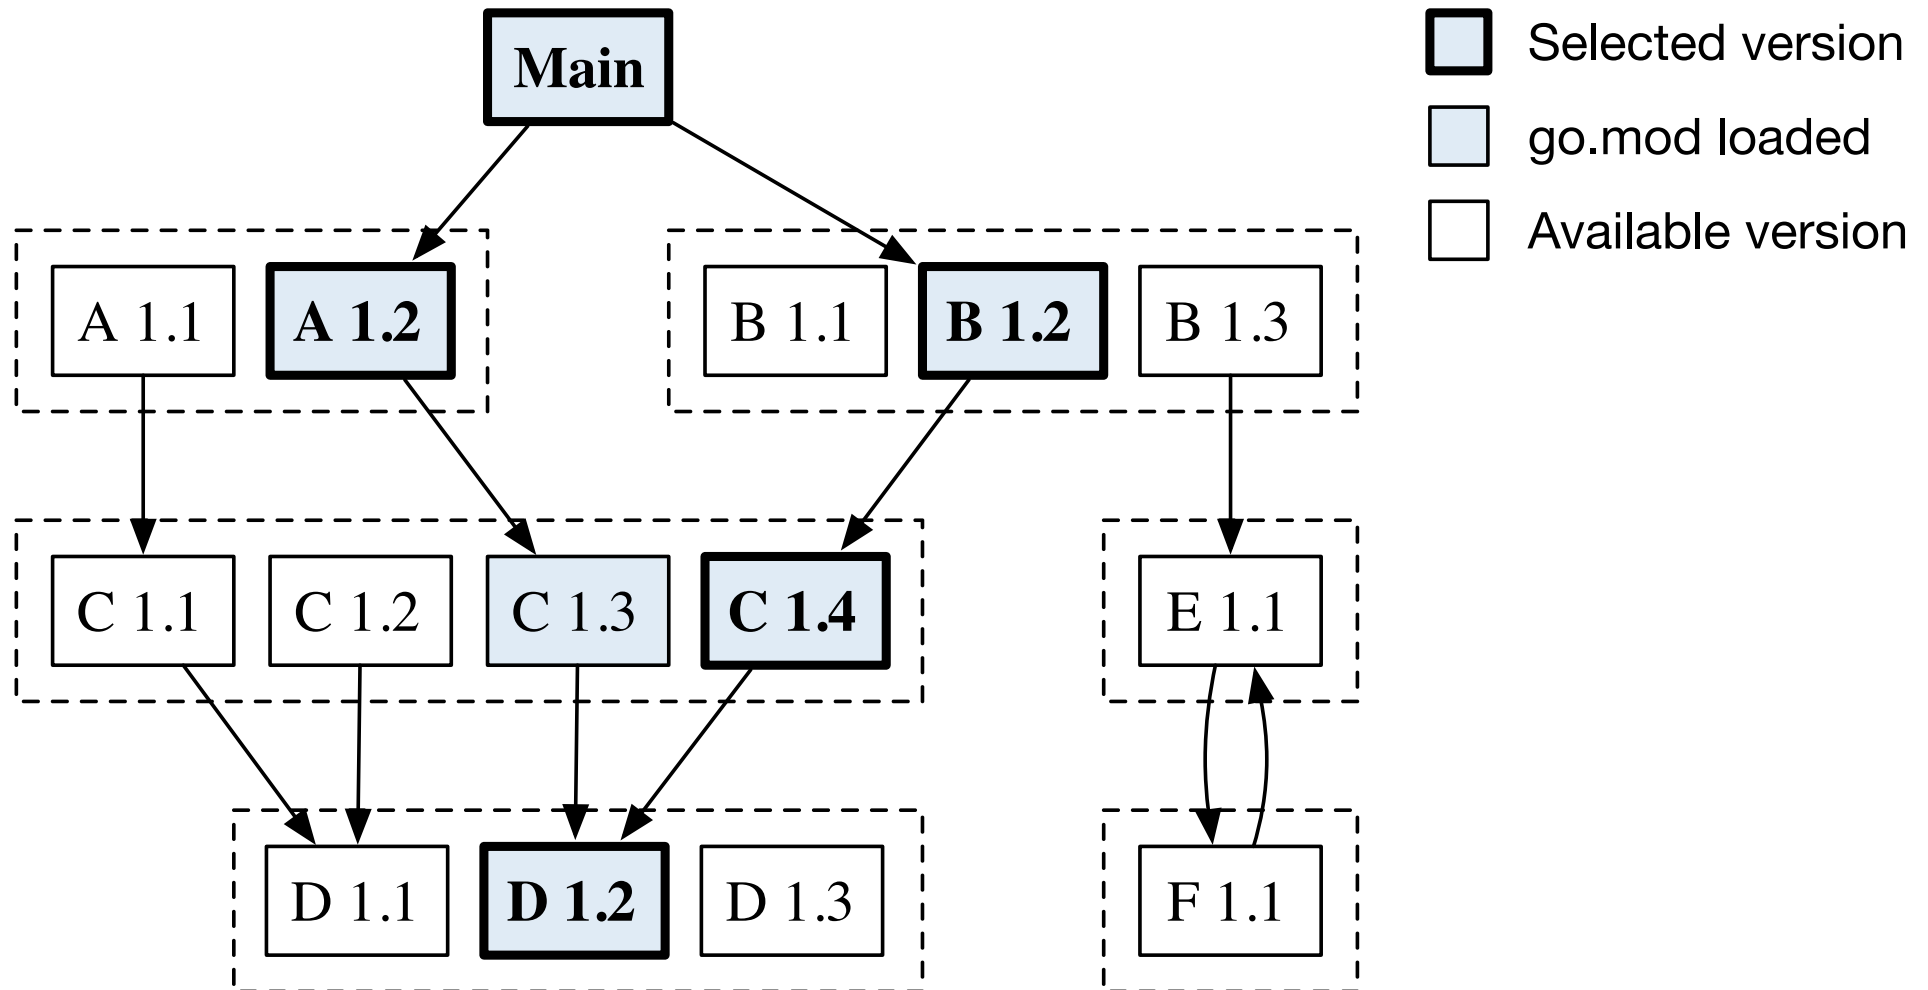 Main
Selected version
go.mod loaded
Available version
A 1.1
A 1.2
B 1.1
B 1.2
B 1.3
C 1.1
C 1.2
C 1.3
C 1.4
E 1.1
D 1.1
D 1.2
D 1.3
F 1.1